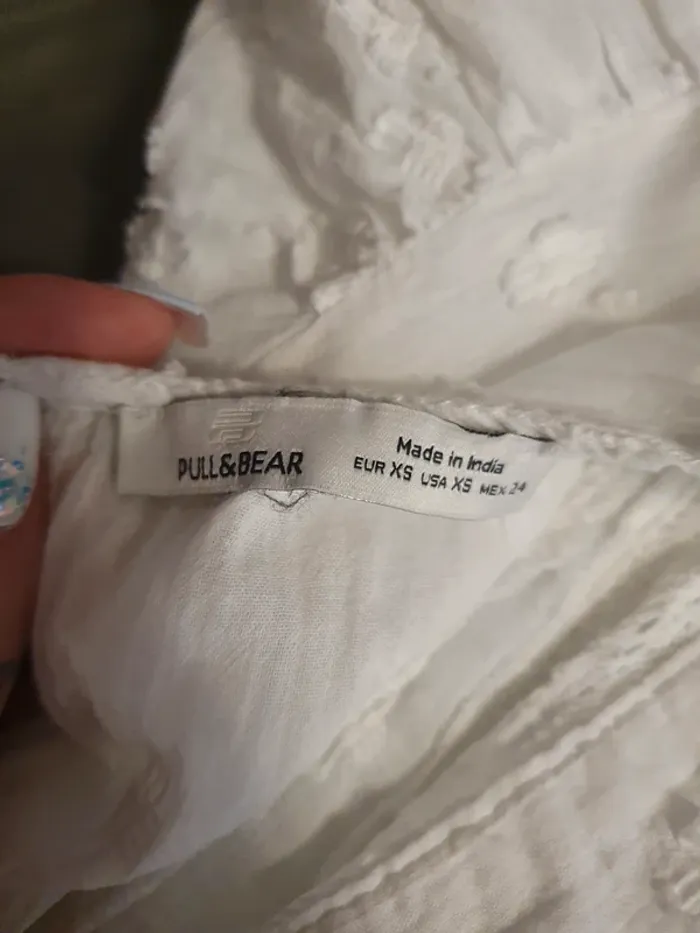 PULL&BEAR
Made in India
EUR XS USA XS MEX 24